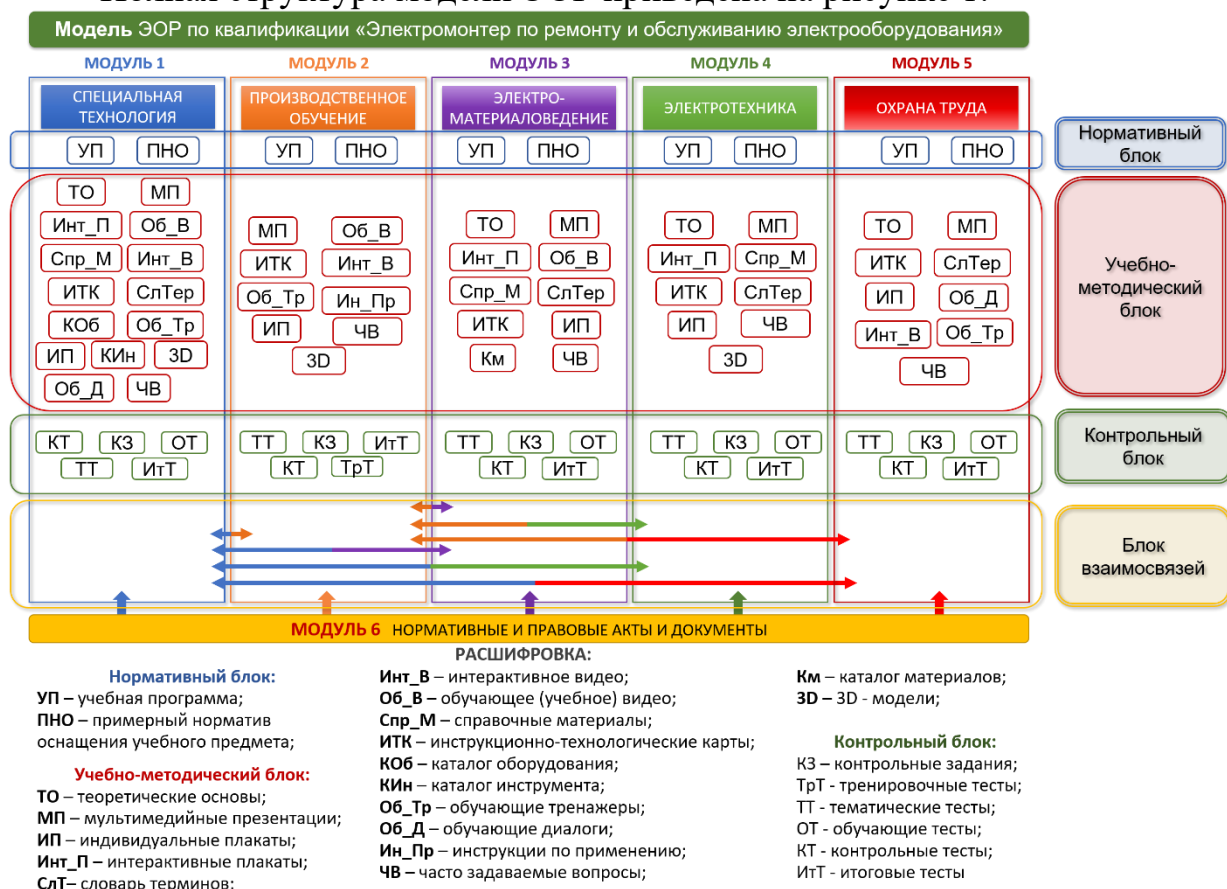 Модель ЭОР по квалификации «Электромонтер по ремонту и обслуживанию электрооборудования»
МОДУЛЬ 1 МОДУЛЬ 2 МОДУЛЬ 3 МОДУЛЬ 4 МОДУЛЬ 5
СПЕЦИАЛЬНАЯ
ТЕХНОЛОГИЯ
ПРОИЗВОДСТВЕННОЕ
ОБУЧЕНИЕ
ЭЛЕКТРО-
МАТЕРИАЛОВЕДЕНИЕ
ЭЛЕКТРОТЕХНИКА
ОХРАНА ТРУДА
УП ПНО
УП ПНО
УП ПНО
УП ПНО
УП ПНО
Нормативный
блок
ТО МП
Инт_П Об_В
Спр_М Инт_В
ИТК СлТер
КОб Об_Тр
ИП КИн 3D
Об_Д ЧВ
МП Об_В
ИТК Инт_В
Об_Тр Ин_Пр
ИП ЧВ
3D
ТО МП
Инт_П Об_В
Спр_М СлТер
ИТК ИП
Км ЧВ
ТО МП
Инт_П Спр_М
ИТК СлТер
ИП ЧВ
3D
ТО МП
ИТК СлТер
ИП Об_Д
Инт_В Об_Тр
ЧВ
Учебно-
методический
блок
КТ КЗ ОТ
ТТ ИтТ
ТТ КЗ ИтТ
КТ ТрТ
ТТ КЗ ОТ
КТ ИтТ
ТТ КЗ ОТ
КТ ИтТ
ТТ КЗ ОТ
КТ ИтТ
Контрольный
блок
Блок
взаимосвязей
МОДУЛЬ 6 НОРМАТИВНЫЕ И ПРАВОВЫЕ АКТЫ И ДОКУМЕНТЫ
РАСШИФРОВКА:
Нормативный блок:
УП – учебная программа;
ПНО – примерный норматив
оснащения учебного предмета;
Учебно-методический блок:
ТО – теоретические основы;
МП – мультимедийные презентации;
ИП – индивидуальные плакаты;
Инт_П – интерактивные плакаты;
СлТ– словарь терминов;
Инт_В – интерактивное видео;
Об_В – обучающее (учебное) видео;
Спр_М – справочные материалы;
ИТК – инструкционно-технологические карты;
КОб – каталог оборудования;
КИн – каталог инструмента;
Об_Тр – обучающие тренажеры;
Об_Д – обучающие диалоги;
Ин_Пр – инструкции по применению;
ЧВ – часто задаваемые вопросы;
Км – каталог материалов;
3D – 3D - модели;
Контрольный блок:
КЗ – контрольные задания;
ТрТ - тренировочные тесты;
ТТ - тематические тесты;
ОТ - обучающие тесты;
КТ - контрольные тесты;
ИтТ - итоговые тесты